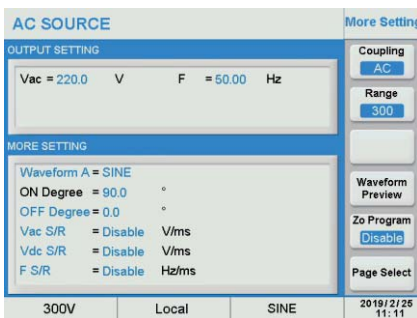 AC SOURCE
More Setting
OUTPUT SETTING
Vac = 220.0 V F = 50.00 Hz
MORE SETTING
Waveform A = SINE
ON Degree = 90.0 °
OFF Degree = 0.0 °
Vac S/R = Disable V/ms
Vdc S/R = Disable V/ms
F S/R = Disable Hz/ms
Coupling
AC
Range
300
Waveform
Preview
Zo Program
Disable
Page Select
300V Local SINE
2019/2/25
11:11